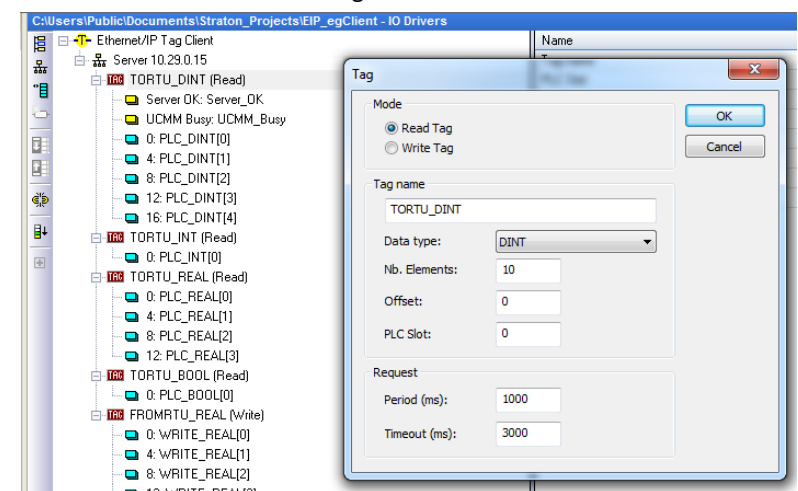 C:\Users\Public\Documents\Straton_Projects\EIP_egClient - IO Drivers
Ethernet/IP Tag Client
Server 10.29.0.15
TAG TORTU_DINT (Read)
Server OK: Server_OK
UCMM Busy: UCMM_Busy
0: PLC_DINT[0]
4: PLC_DINT[1]
8: PLC_DINT[2]
12: PLC_DINT[3]
16: PLC_DINT[4]
TAG TORTU_INT (Read)
0: PLC_INT[0]
TAG TORTU_REAL (Read)
0: PLC_REAL[0]
4: PLC_REAL[1]
8: PLC_REAL[2]
12: PLC_REAL[3]
TAG TORTU_BOOL (Read)
0: PLC_BOOL[0]
TAG FROMRTU_REAL (Write)
0: WRITE_REAL[0]
4: WRITE_REAL[1]
8: WRITE_REAL[2]
Name
Tag
Mode
Read Tag
Write Tag
OK
Cancel
Tag name
TORTU_DINT
Data type: DINT
Nb. Elements: 10
Offset: 0
PLC Slot: 0
Request
Period (ms): 1000
Timeout (ms): 3000